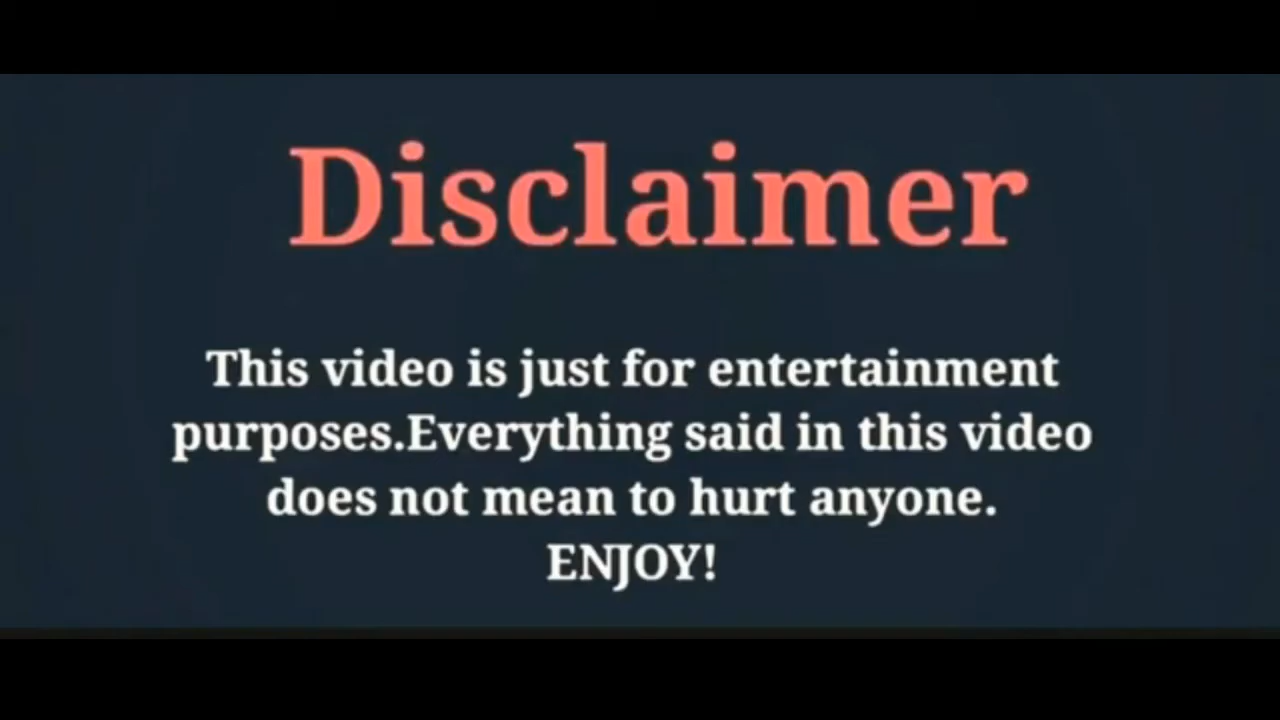 Disclaimer
This video is just for entertainment
purposes.Everything said in this video
does not mean to hurt anyone.
ENJOY!